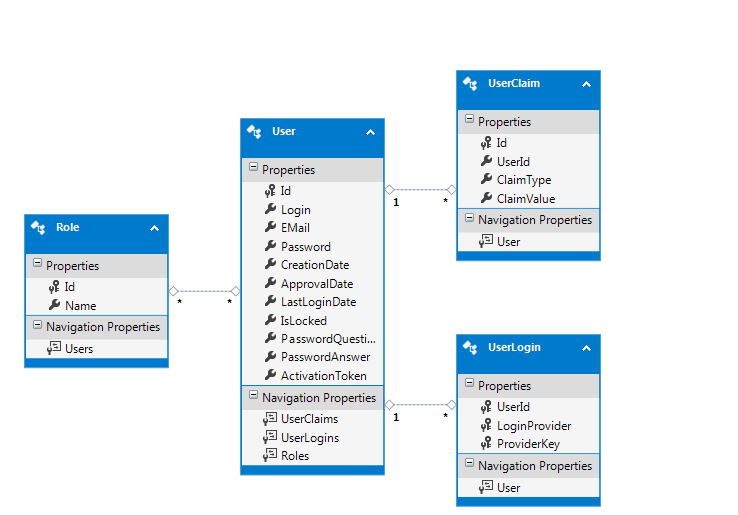 Role
Properties
Id
Name
Navigation Properties
Users
*
*
User
Properties
Id
Login
EMail
Password
CreationDate
ApprovalDate
LastLoginDate
IsLocked
PasswordQuesti...
PasswordAnswer
ActivationToken
Navigation Properties
UserClaims
UserLogins
Roles
1
*
1
*
UserClaim
Properties
Id
UserId
ClaimType
ClaimValue
Navigation Properties
User
UserLogin
Properties
UserId
LoginProvider
ProviderKey
Navigation Properties
User